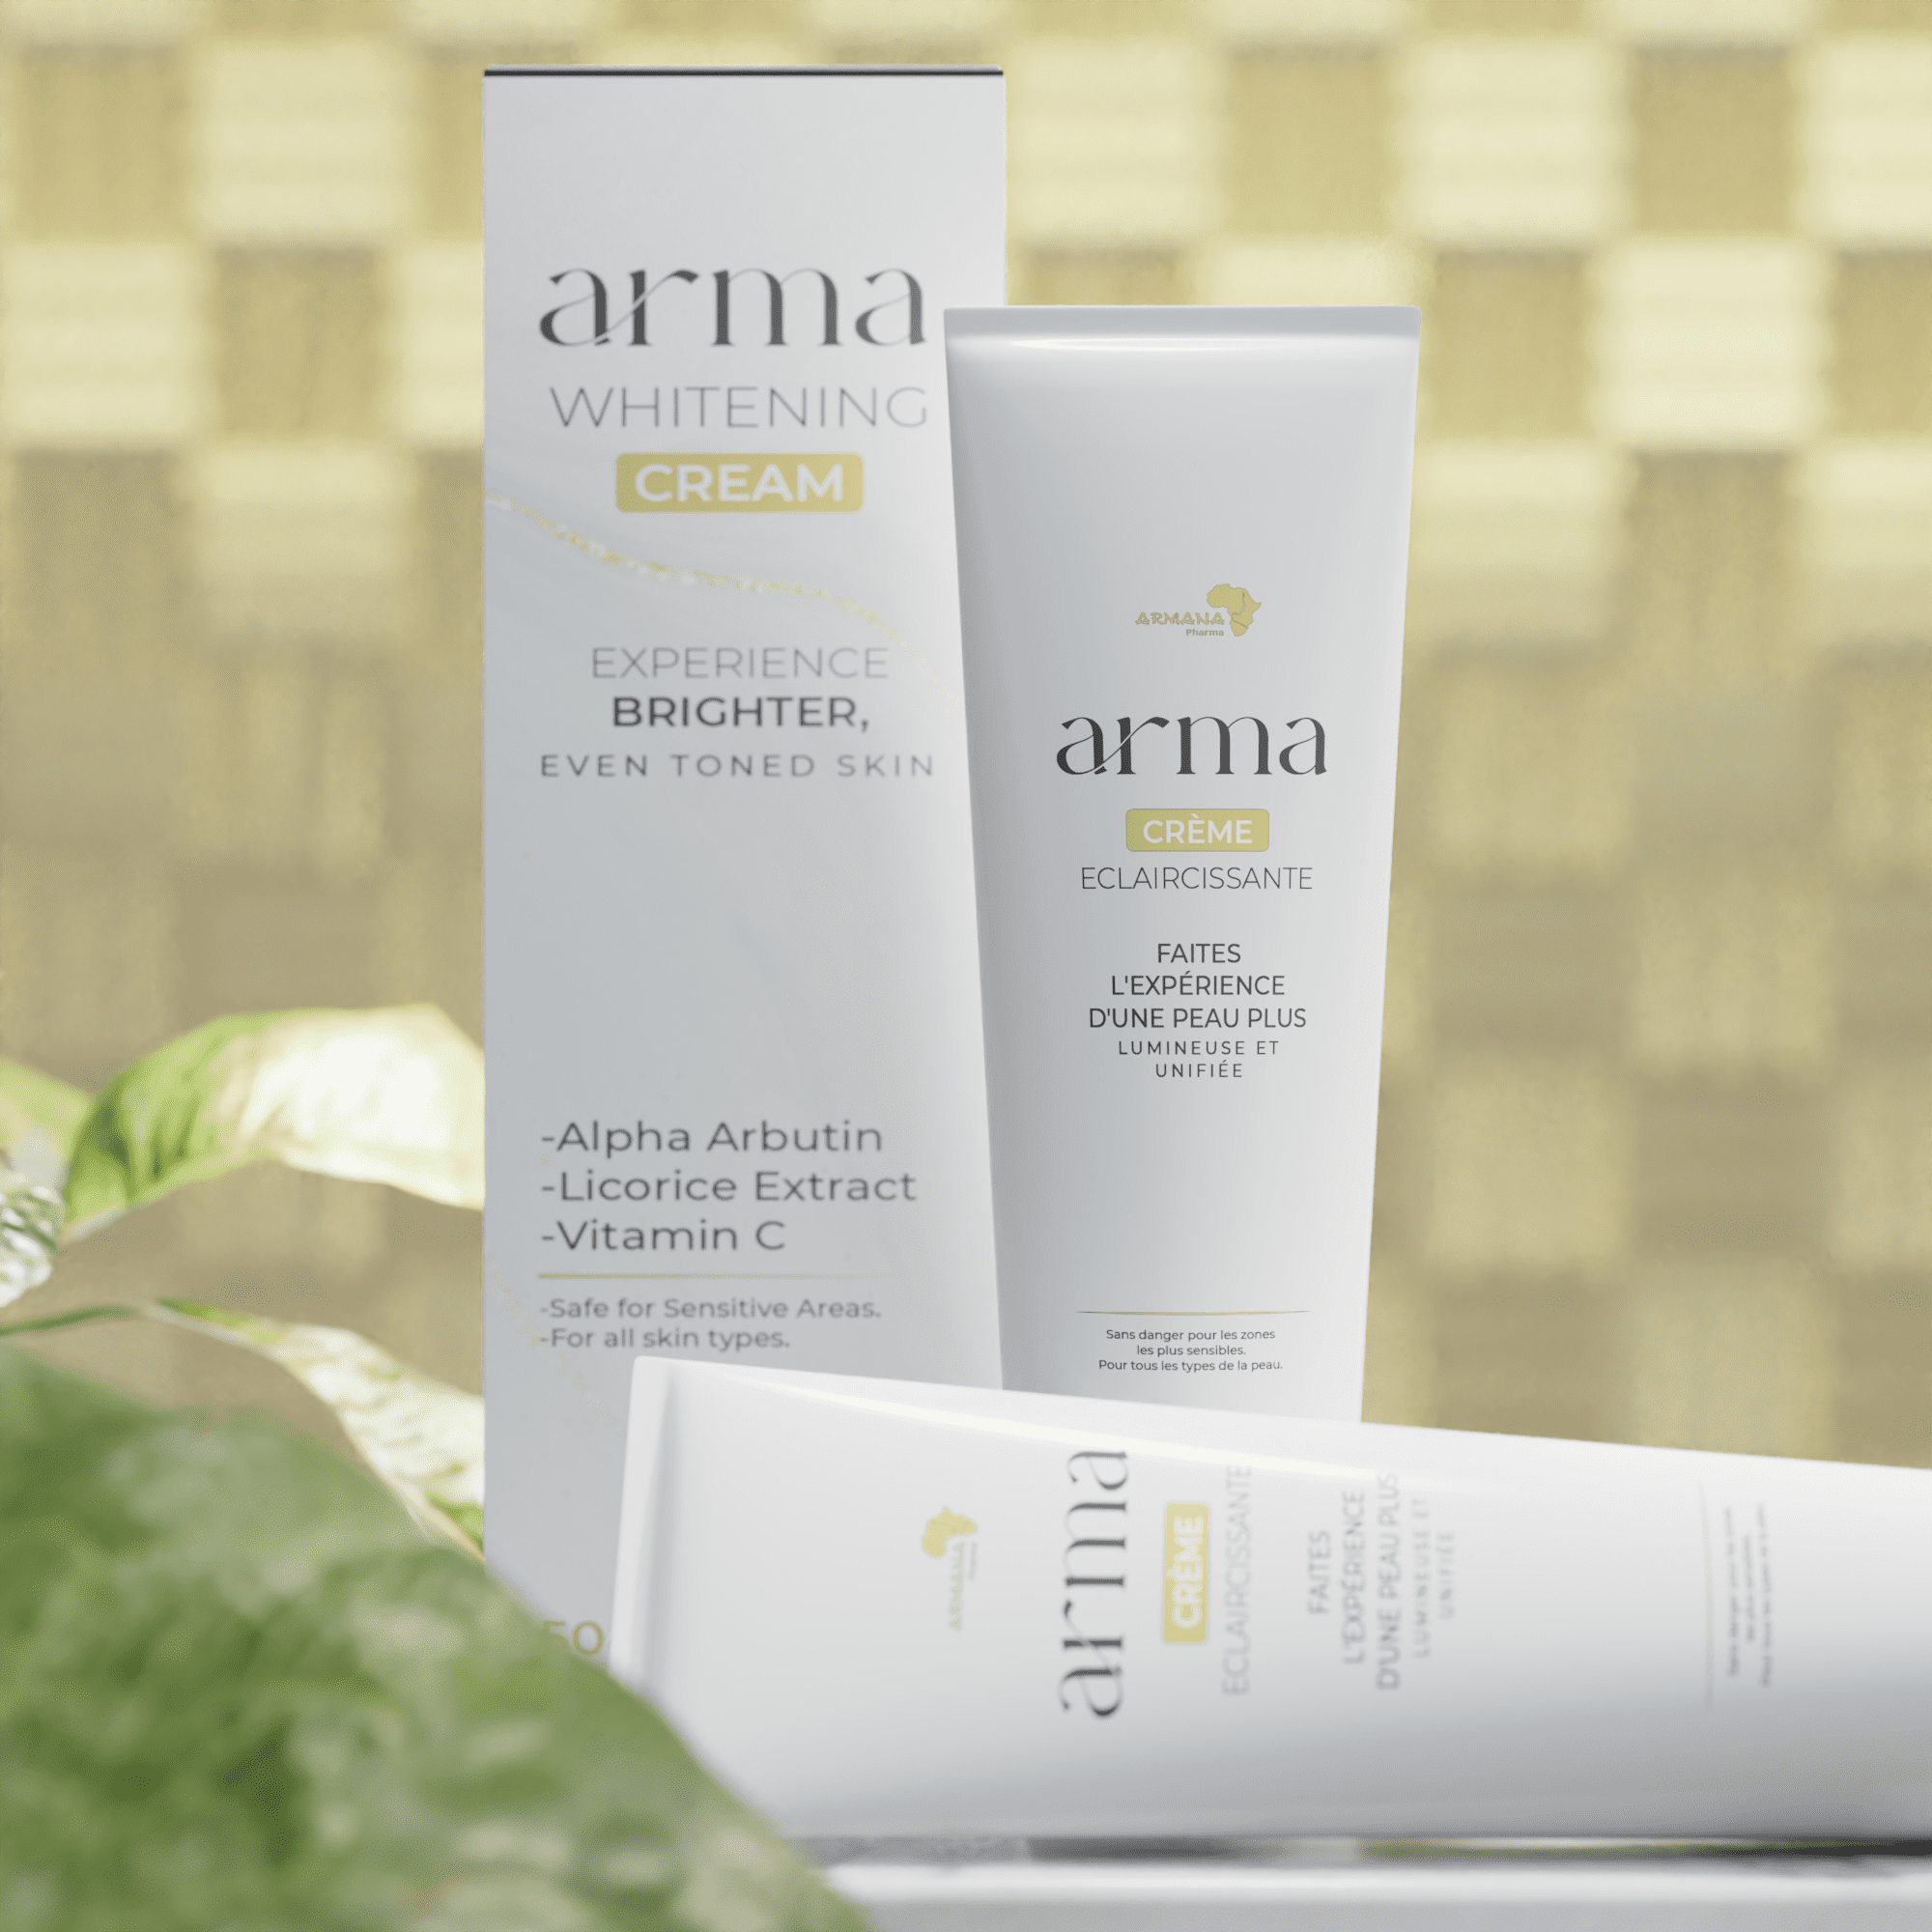 arma
WHITENING
CREAM
EXPERIENCE
BRIGHTER,
EVEN TONED SKIN
-Alpha Arbutin
-Licorice Extract
-Vitamin C
-Safe for Sensitive Areas.
-For all skin types.
50
ARMANA
Pharma
arma
CRÈME
ECLAIRCISSANTE
FAITES
L'EXPÉRIENCE
D'UNE PEAU PLUS
LUMINEUSE ET
UNIFIÉE
Sans danger pour les zones
les plus sensibles.
Pour tous les types de la peau.
ARMANA
arma
CRÈME
ECLAIRCISSANTE
FAITES
L'EXPÉRIENCE
D'UNE PEAU PLUS
LUMINEUSE ET
UNIFIÉE